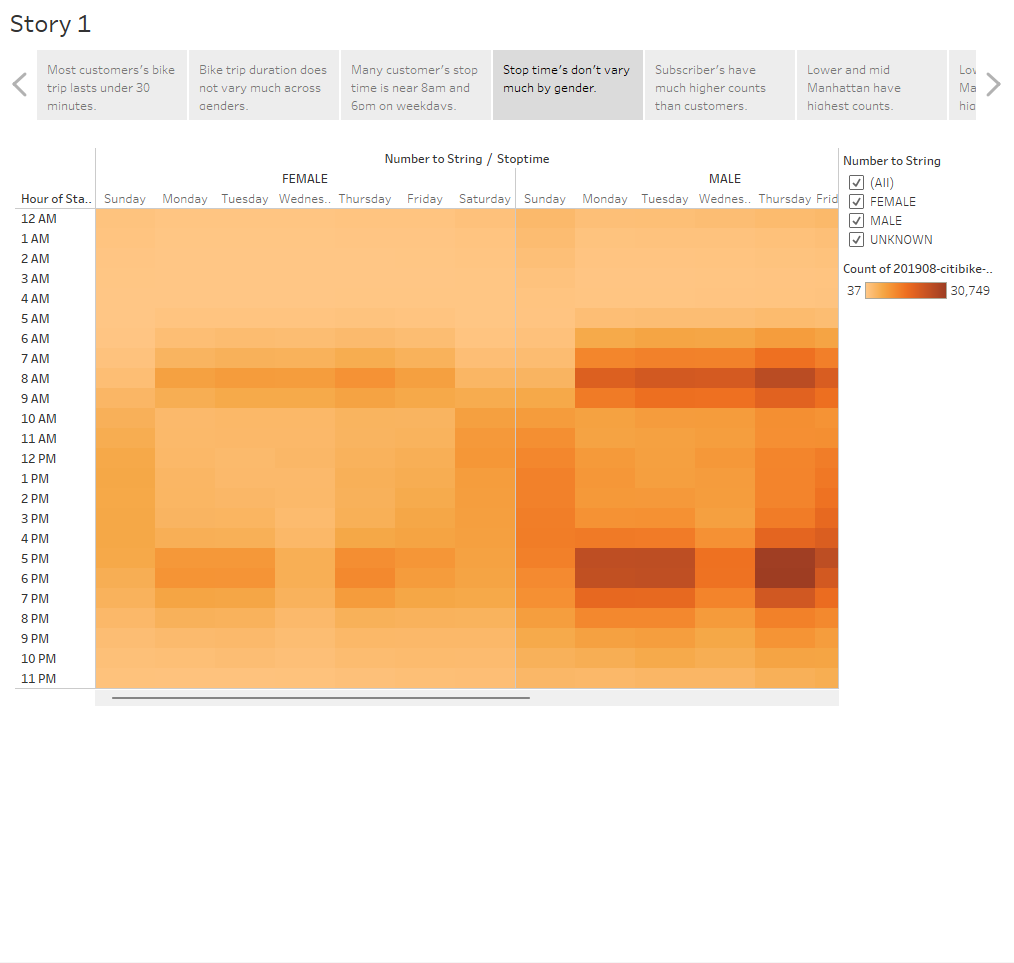 Story 1
Most customers's bike
trip lasts under 30
minutes.
Bike trip duration does
not vary much across
genders.
Many customer's stop
time is near 8am and
6pm on weekdays.
Stop time's don't vary
much by gender.
Subscriber's have
much higher counts
than customers.
Lower and mid
Manhattan have
highest counts.
Number to String / Stoptime
FEMALE MALE
Hour of Sta.. Sunday Monday Tuesday Wednes.. Thursday Friday Saturday Sunday Monday Tuesday Wednes.. Thursday Frid
12 AM
1 AM
2 AM
3 AM
4 AM
5 AM
6 AM
7 AM
8 AM
9 AM
10 AM
11 AM
12 PM
1 PM
2 PM
3 PM
4 PM
5 PM
6 PM
7 PM
8 PM
9 PM
10 PM
11 PM
Number to String
(All)
FEMALE
MALE
UNKNOWN
Count of 201908-citibike-..
37 30,749